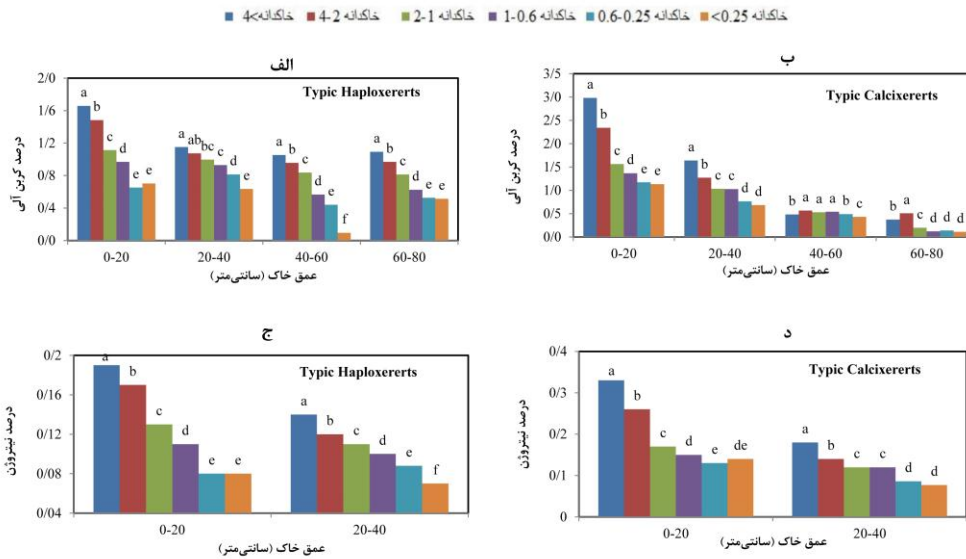 خاکدانه >4 خاکدانه 2-4 خاکدانه 1-2 خاکدانه 0.6-1 خاکدانه 0.25-0.6 خاکدانه 0.25>
الف
Typic Haploxererts
درصد کربن آلی
2/0
1/6
1/2
0/8
0/4
0/0
a b c d e e
a ab bc c d e
a b c d e f
a b c d e e
0-20 20-40 40-60 60-80
عمق خاک (سانتی‌متر)
ب
Typic Calcixererts
درصد کربن آلی
3/5
3/0
2/5
1/5
1/0
0/5
0/0
a b c d e e
a b c c d d
b a a a b c
b a c d d d
0-20 20-40 40-60 60-80
عمق خاک (سانتی‌متر)
ج
Typic Haploxererts
درصد نیتروژن
0/2
0/16
0/12
0/08
0/04
a b c d e e
a b c d e f
0-20 20-40
عمق خاک (سانتی‌متر)
د
Typic Calcixererts
درصد نیتروژن
0/4
0/3
0/2
0/1
0
a b c d e de
a b c c d d
0-20 20-40
عمق خاک (سانتی‌متر)